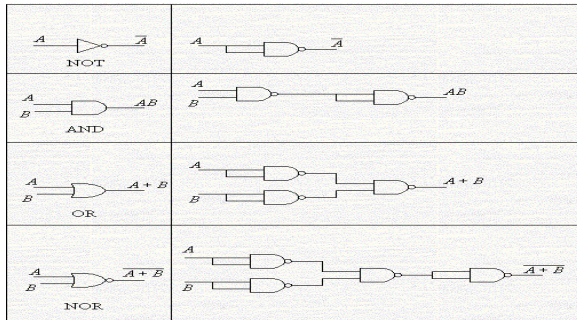 A A̅ A A̅
NOT
A B AB A B AB
AND
A B A + B A B A + B
OR
A B A̅ ̅+̅ ̅B̅ A B A̅ ̅+̅ ̅B̅
NOR